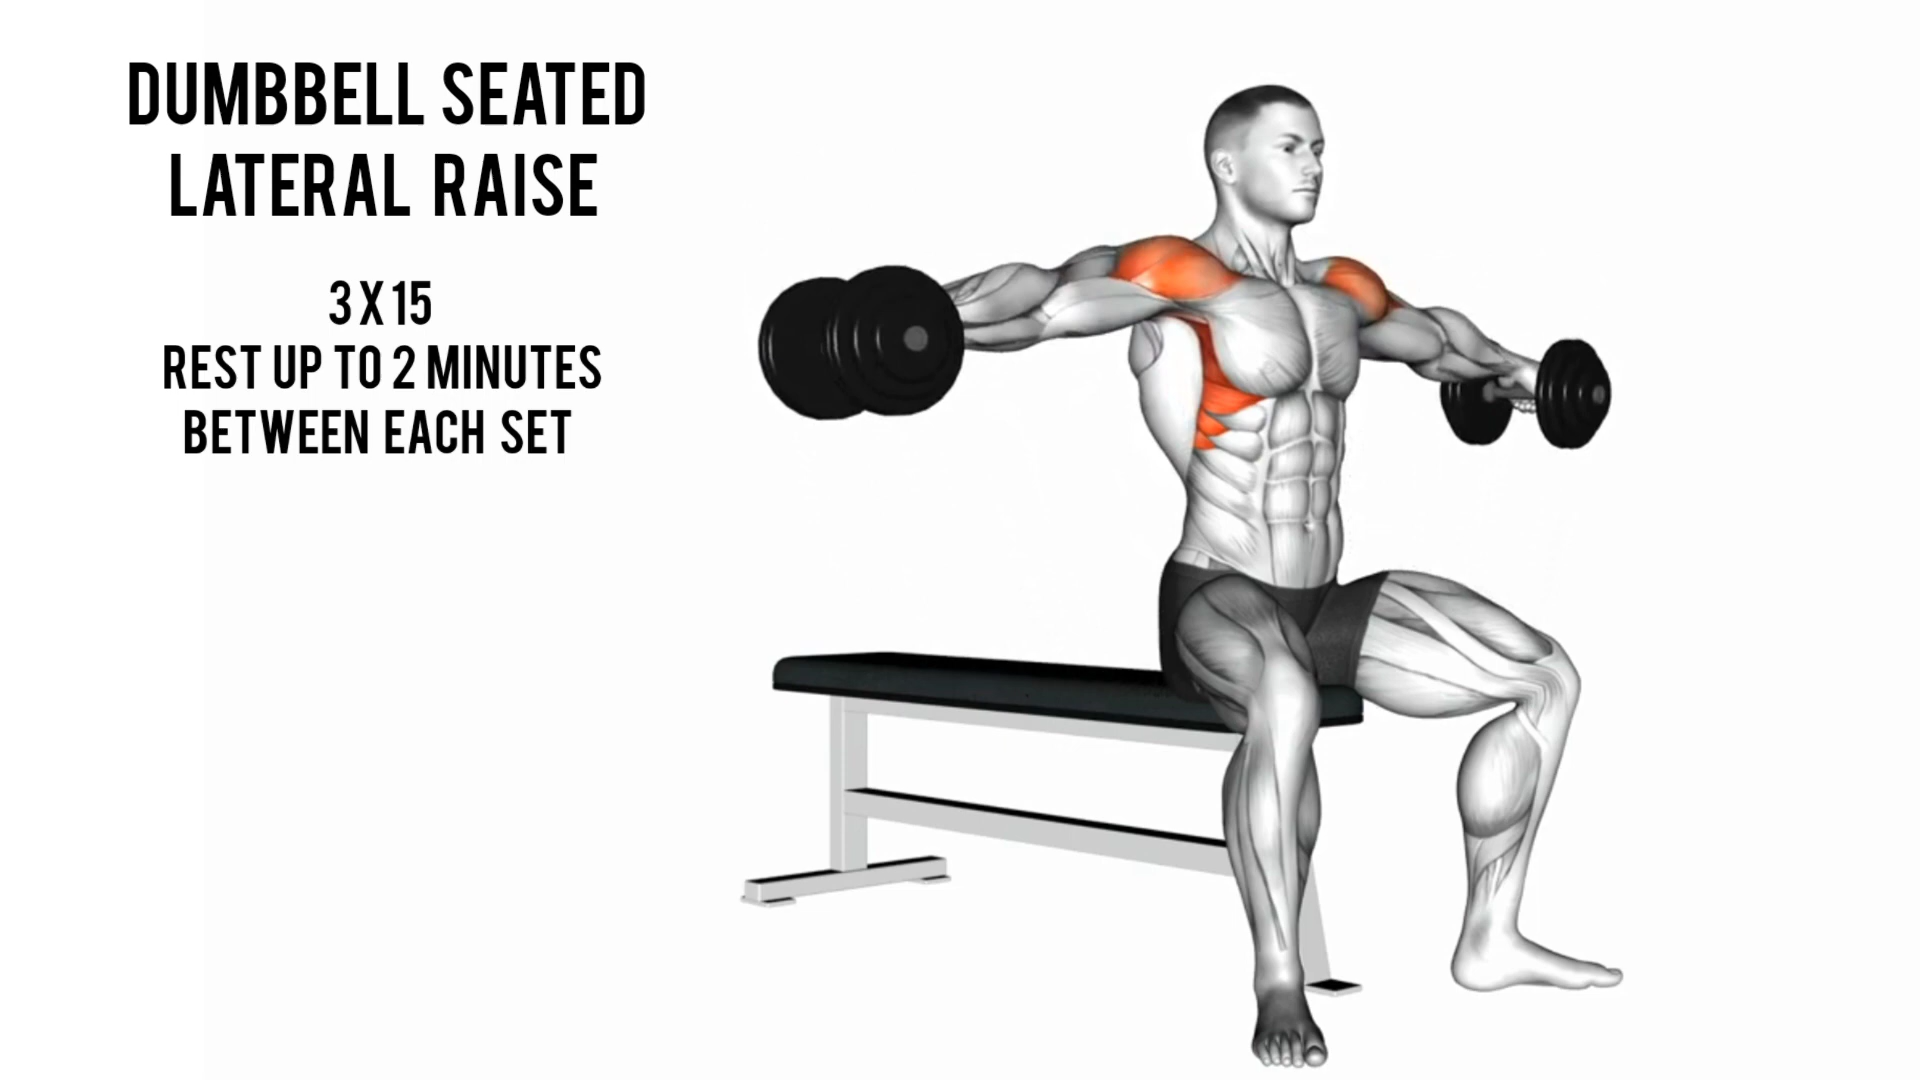 DUMBBELL SEATED
LATERAL RAISE
3 X 15
REST UP TO 2 MINUTES
BETWEEN EACH SET